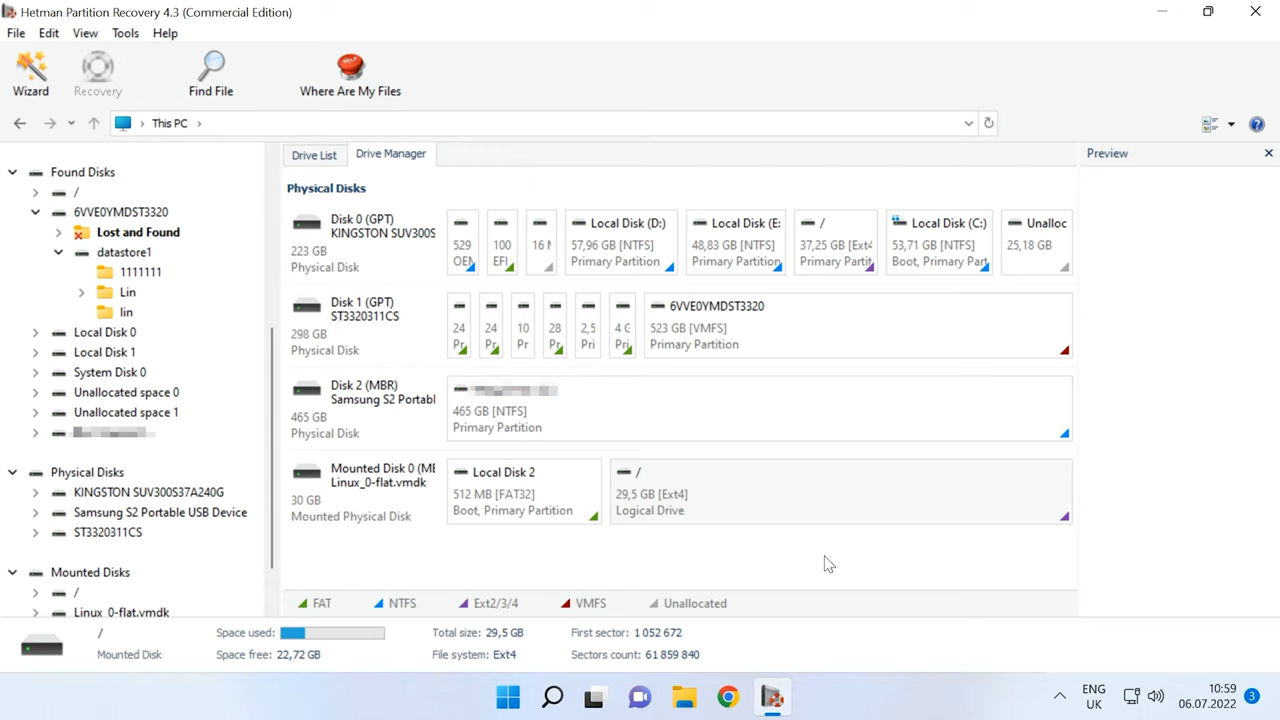 Hetman Partition Recovery 4.3 (Commercial Edition)
File Edit View Tools Help
Wizard
Recovery
Find File
HELP
Where Are My Files
This PC
Found Disks
/
6VVE0YMDST3320
Lost and Found
datastore1
1111111
Lin
lin
Local Disk 0
Local Disk 1
System Disk 0
Unallocated space 0
Unallocated space 1
Physical Disks
KINGSTON SUV300S37A240G
Samsung S2 Portable USB Device
ST3320311CS
Mounted Disks
/
Linux_0-flat.vmdk
Drive List
Drive Manager
Physical Disks
Disk 0 (GPT)
KINGSTON SUV300S
223 GB
Physical Disk
529
OEM
100
EFI
16 M
Local Disk (D:)
57,96 GB [NTFS]
Primary Partition
Local Disk (E:
48,83 GB [NTFS]
Primary Partition
/
37,25 GB [Ext4
Primary Partit
Local Disk (C:)
53,71 GB [NTFS]
Boot, Primary Part
Unalloc
25,18 GB
Disk 1 (GPT)
ST3320311CS
298 GB
Physical Disk
24
Pr
24
Pr
10
Pr
28
Pr
2,5
Pri
4 G
Pri
6VVE0YMDST3320
523 GB [VMFS]
Primary Partition
Disk 2 (MBR)
Samsung S2 Portabl
465 GB
Physical Disk
465 GB [NTFS]
Primary Partition
Mounted Disk 0 (ME
Linux_0-flat.vmdk
30 GB
Mounted Physical Disk
Local Disk 2
512 MB [FAT32]
Boot, Primary Partition
/
29,5 GB [Ext4]
Logical Drive
FAT
NTFS
Ext2/3/4
VMFS
Unallocated
Preview
/
Mounted Disk
Space used:
Space free: 22,72 GB
Total size: 29,5 GB
File system: Ext4
First sector: 1 052 672
Sectors count: 61 859 840
ENG
UK
10:59
06.07.2022
3